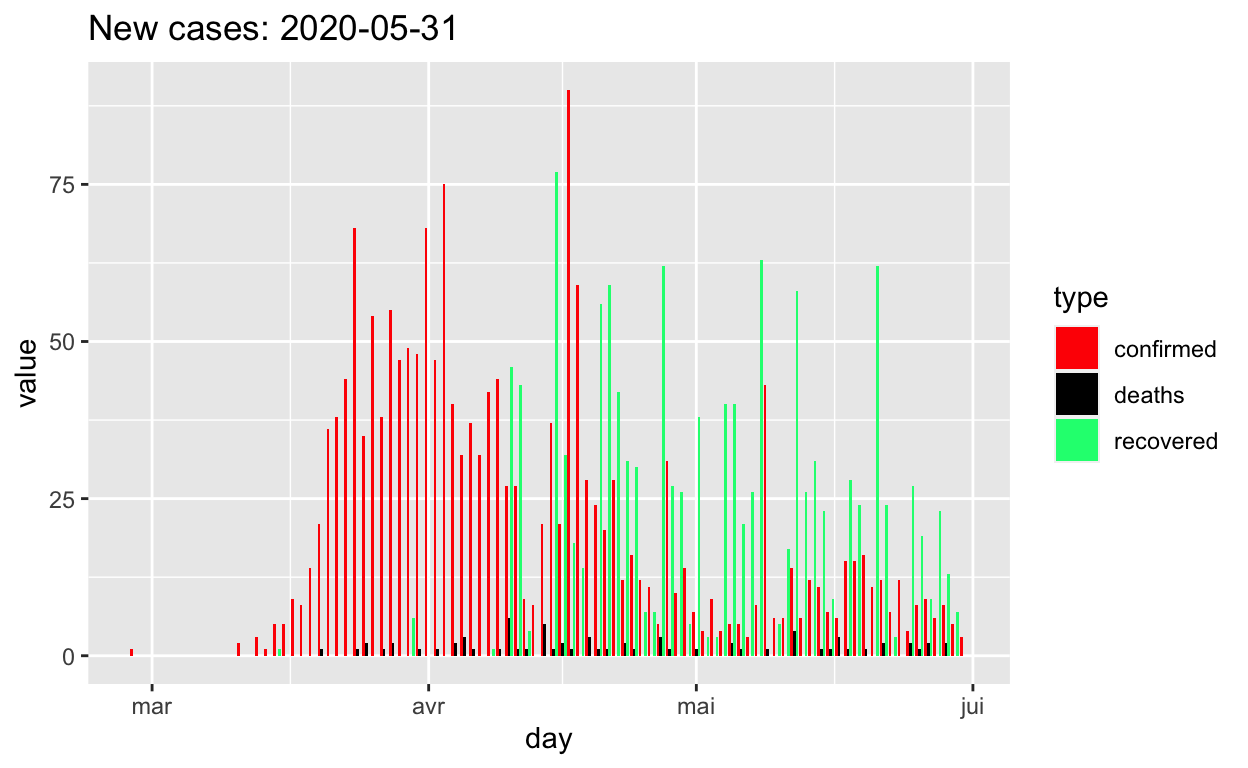 New cases: 2020-05-31
value
75
50
25
0
mar
avr
mai
jui
day
type
confirmed
deaths
recovered